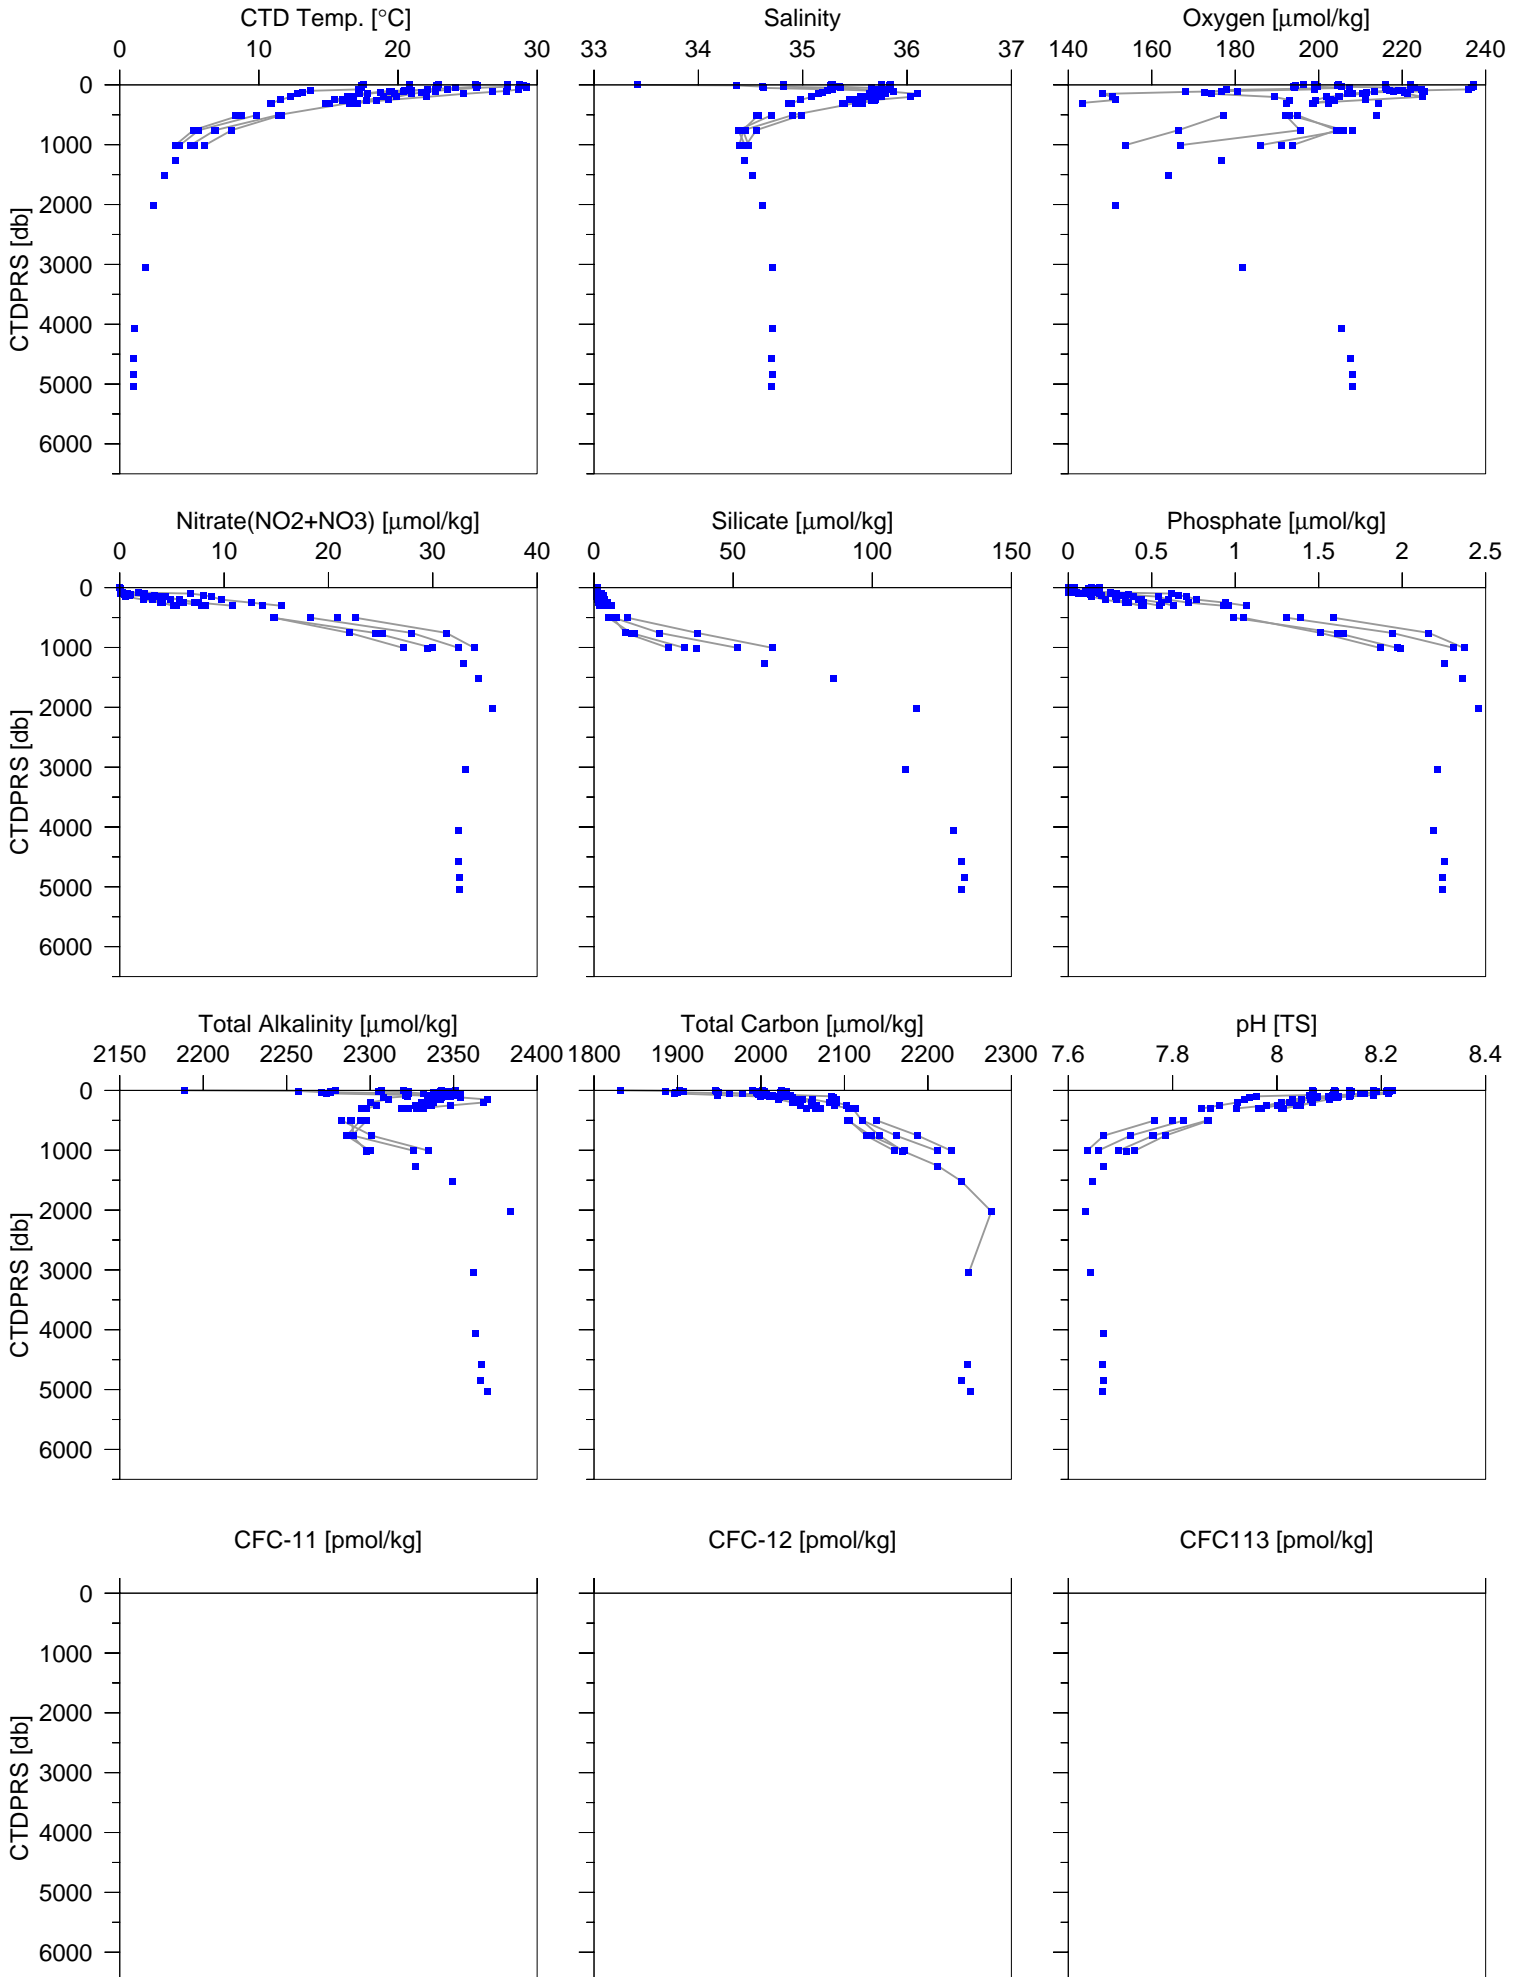 CTD Temp. [°C] Salinity Oxygen [μmol/kg]
0 10 20 30 33 34 35 36 37 140 160 180 200 220 240
0
1000
2000
3000
4000
5000
6000
CTDPRS [db]
Nitrate(NO2+NO3) [μmol/kg] Silicate [μmol/kg] Phosphate [μmol/kg]
0 10 20 30 40 0 50 100 150 0 0.5 1 1.5 2 2.5
0
1000
2000
3000
4000
5000
6000
CTDPRS [db]
Total Alkalinity [μmol/kg] Total Carbon [μmol/kg] pH [TS]
2150 2200 2250 2300 2350 2400 1800 1900 2000 2100 2200 2300 7.6 7.8 8 8.2 8.4
0
1000
2000
3000
4000
5000
6000
CTDPRS [db]
CFC-11 [pmol/kg] CFC-12 [pmol/kg] CFC113 [pmol/kg]
0
1000
2000
3000
4000
5000
6000
CTDPRS [db]